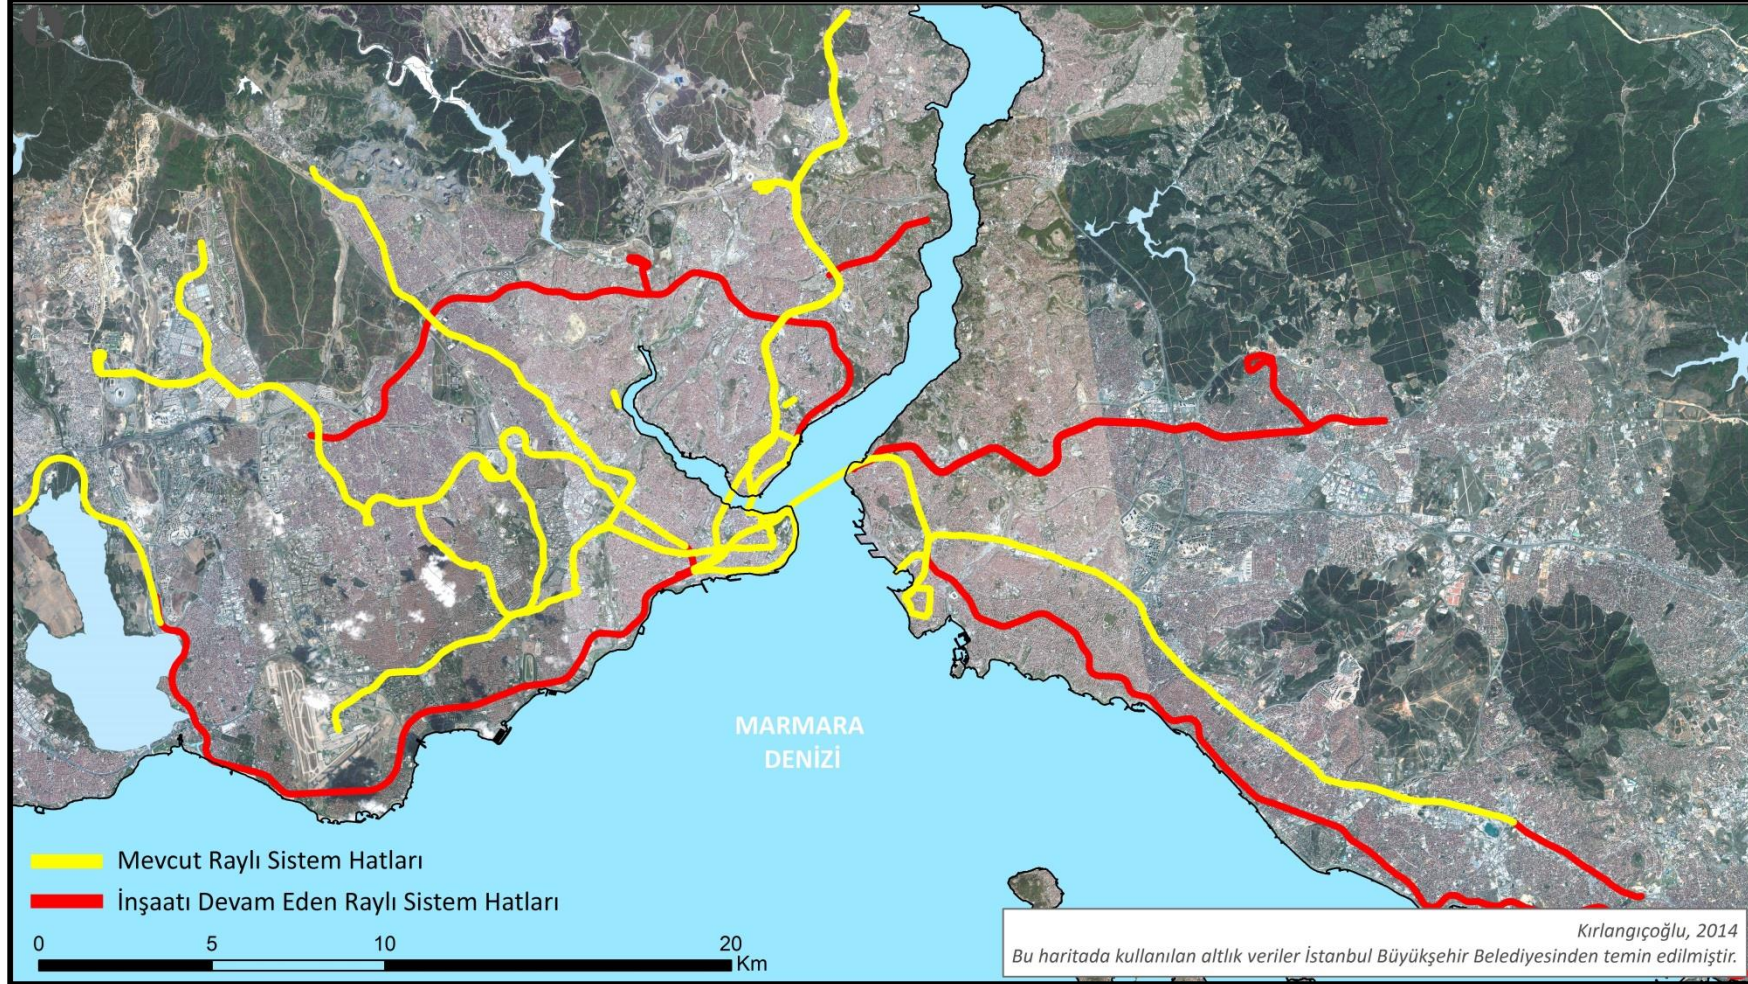 MARMARA
DENİZİ
Mevcut Raylı Sistem Hatları
İnşaatı Devam Eden Raylı Sistem Hatları
0 5 10 20
Km
Kırlangıçoğlu, 2014
Bu haritada kullanılan altlık veriler İstanbul Büyükşehir Belediyesinden temin edilmiştir.